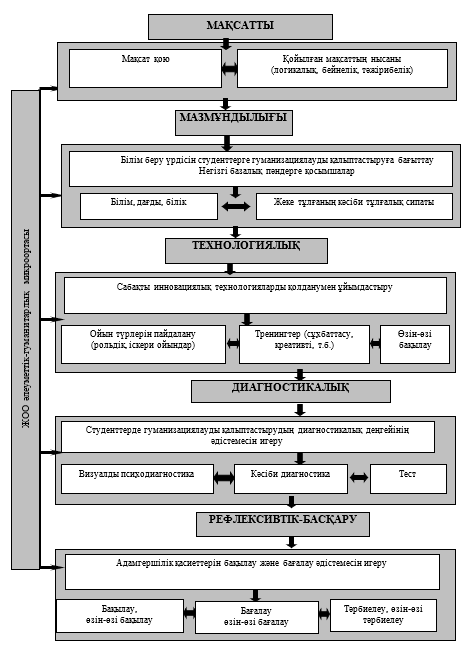 МАҚСАТТЫ
Мақсат қою
Қойылған мақсаттың нысаны
(логикалық, бейнелік, тәжірибелік)
МАЗМҰНДЫЛЫҒЫ
Білім беру үрдісін студенттерге гуманизациялауды қалыптастыруға бағыттау
Негізгі базалық пәндерге қосымшалар
Білім, дағды, білік
Жеке тұлғаның кәсіби тұлғалық сипаты
ТЕХНОЛОГИЯЛЫҚ
Сабақты инновациялық технологияларды қолданумен ұйымдастыру
Ойын түрлерін пайдалану
(рольдік, іскери ойындар)
Тренингтер (сұхбаттасу,
креативті, т.б.)
Өзін-өзі
бақылау
ДИАГНОСТИКАЛЫҚ
Студенттерде гуманизациялауды қалыптастырудың диагностикалық деңгейінің
әдістемесін игеру
Визуалды психодиагностика
Кәсіби диагностика
Тест
РЕФЛЕКСИВТІК-БАСҚАРУ
Адамгершілік қасиеттерін бақылау және бағалау әдістемесін игеру
Бақылау,
өзін-өзі бақылау
Бағалау
өзін-өзі бағалау
Тәрбиелеу, өзін-өзі
тәрбиелеу
ЖОО әлеуметтік-гуманитарлық микроортасы